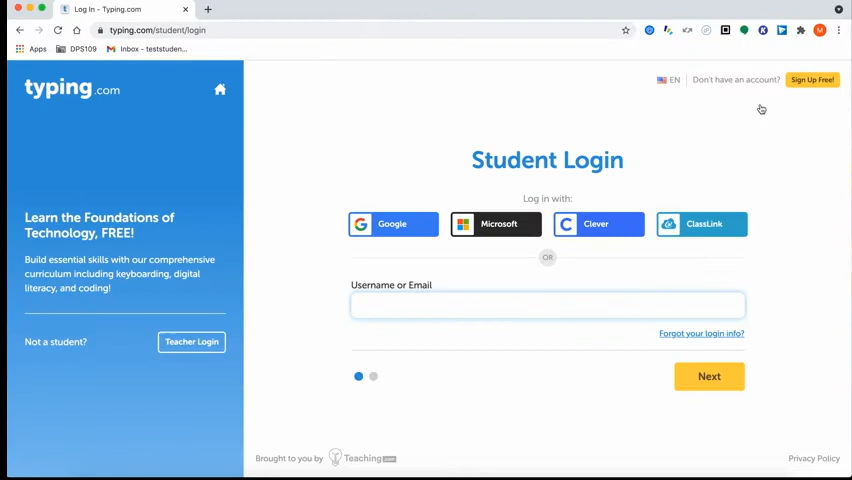 Log In - Typing.com
typing.com/student/login
M
Apps
DPS109
Inbox - teststuden...
typing.com
EN
Don't have an account?
Sign Up Free!
Student Login
Log in with:
Google
Microsoft
Clever
ClassLink
OR
Username or Email
Forgot your login info?
Next
Learn the Foundations of
Technology, FREE!
Build essential skills with our comprehensive
curriculum including keyboarding, digital
literacy, and coding!
Not a student?
Teacher Login
Brought to you by
Teaching.com
Privacy Policy